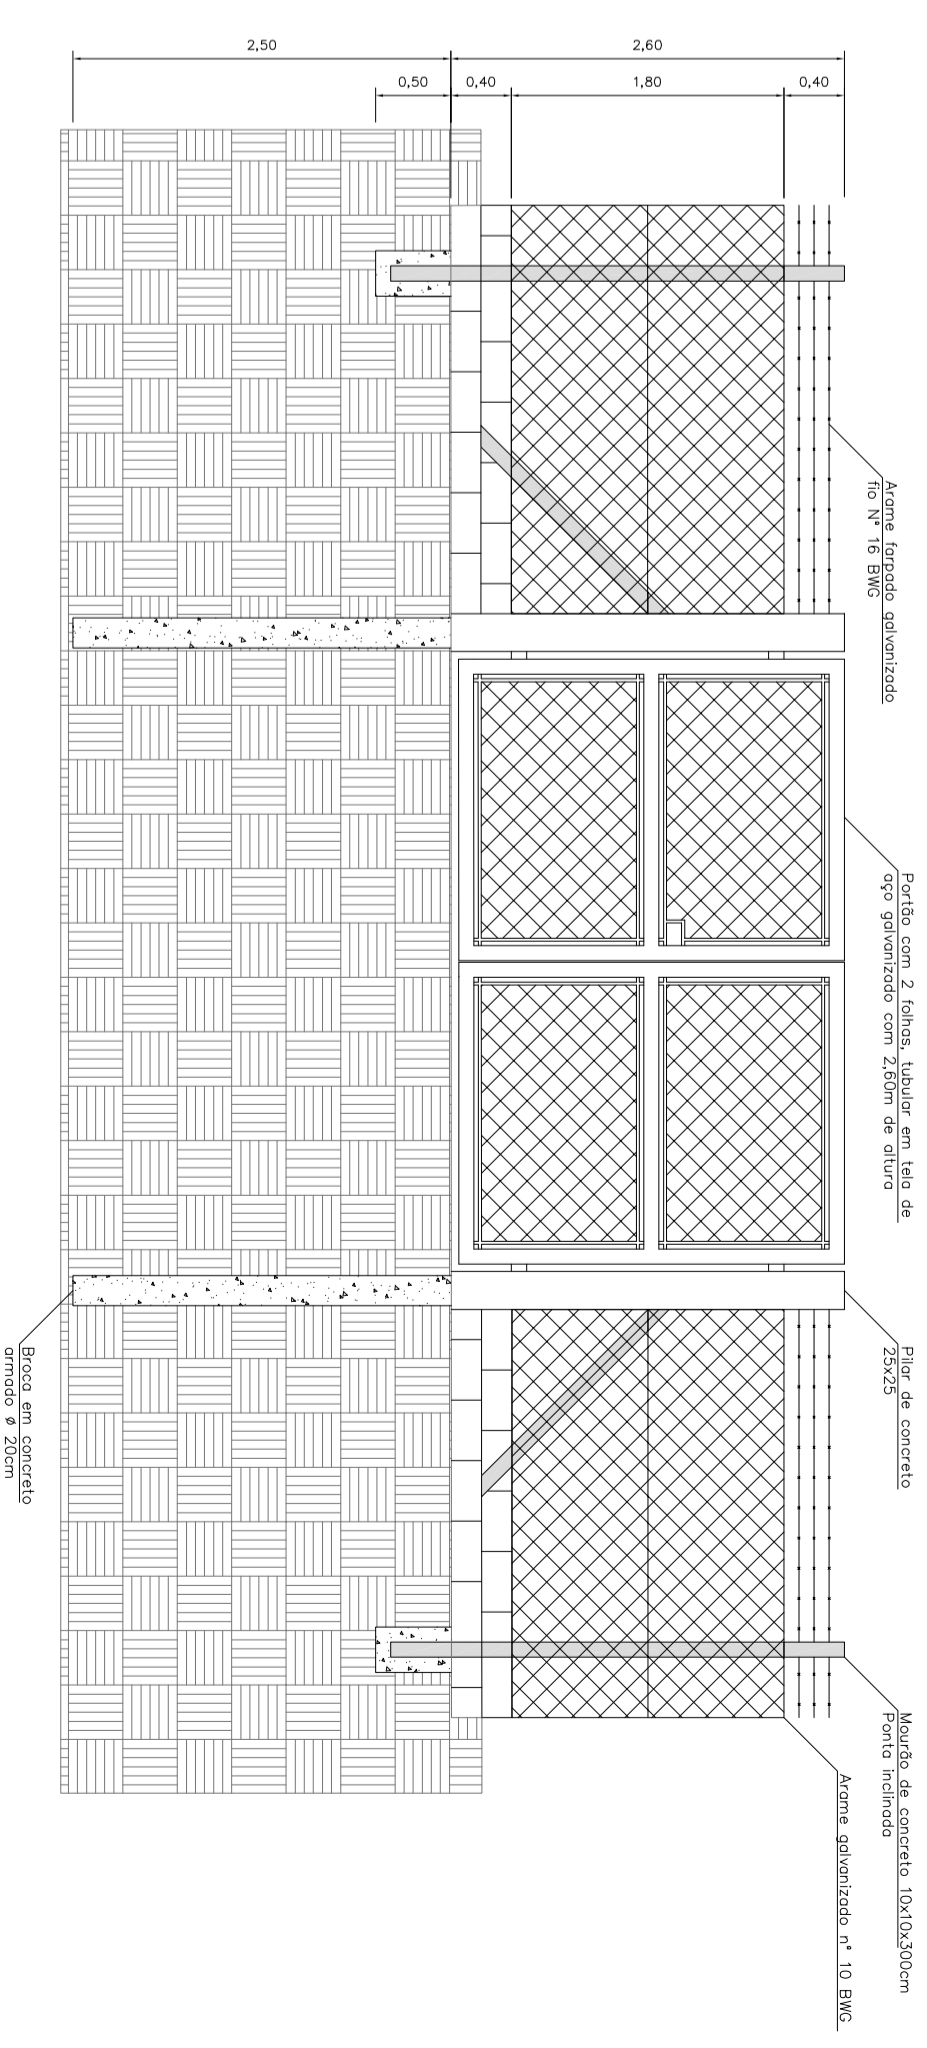 Arame farpado galvanizado
fio N° 16 BWG
Portão com 2 folhas, tubular em tela de
aço galvanizado com 2,60m de altura
Pilar de concreto
25x25
Mourão de concreto 10x10x300cm
Ponta inclinada
Arame galvanizado n° 10 BWG
0,40
1,80
2,60
0,40
0,50
2,50
Broca em concreto
armado ø 20cm